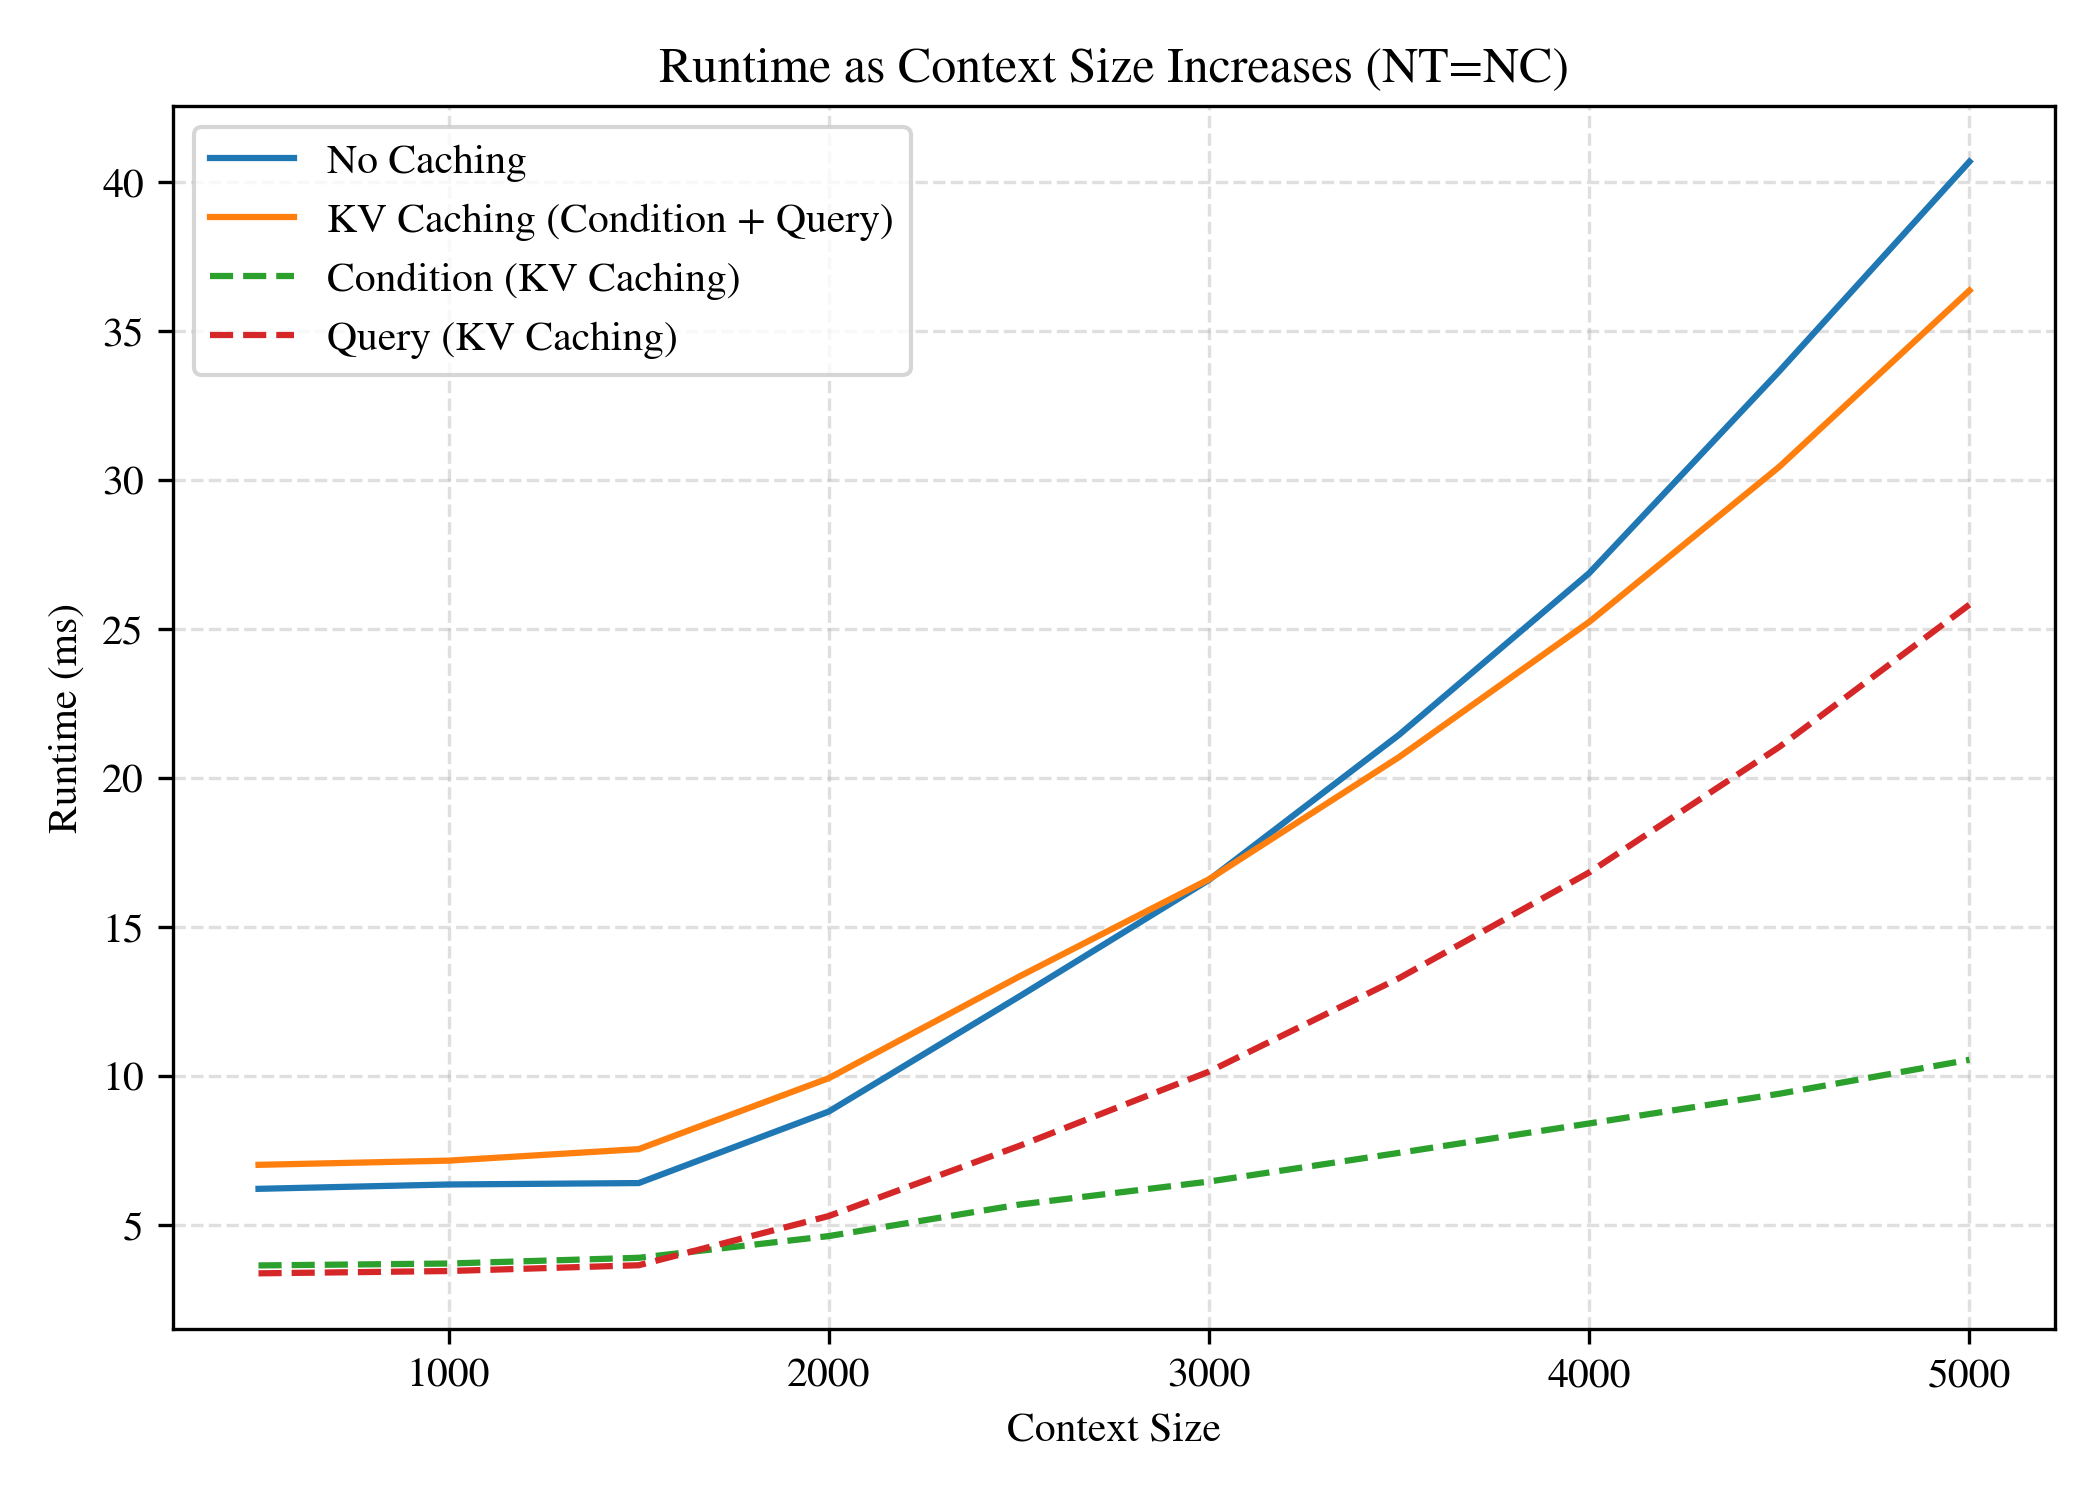 Runtime as Context Size Increases (NT=NC)
No Caching
KV Caching (Condition + Query)
Condition (KV Caching)
Query (KV Caching)
40
35
30
25
20
15
10
5
Runtime (ms)
1000 2000 3000 4000 5000
Context Size